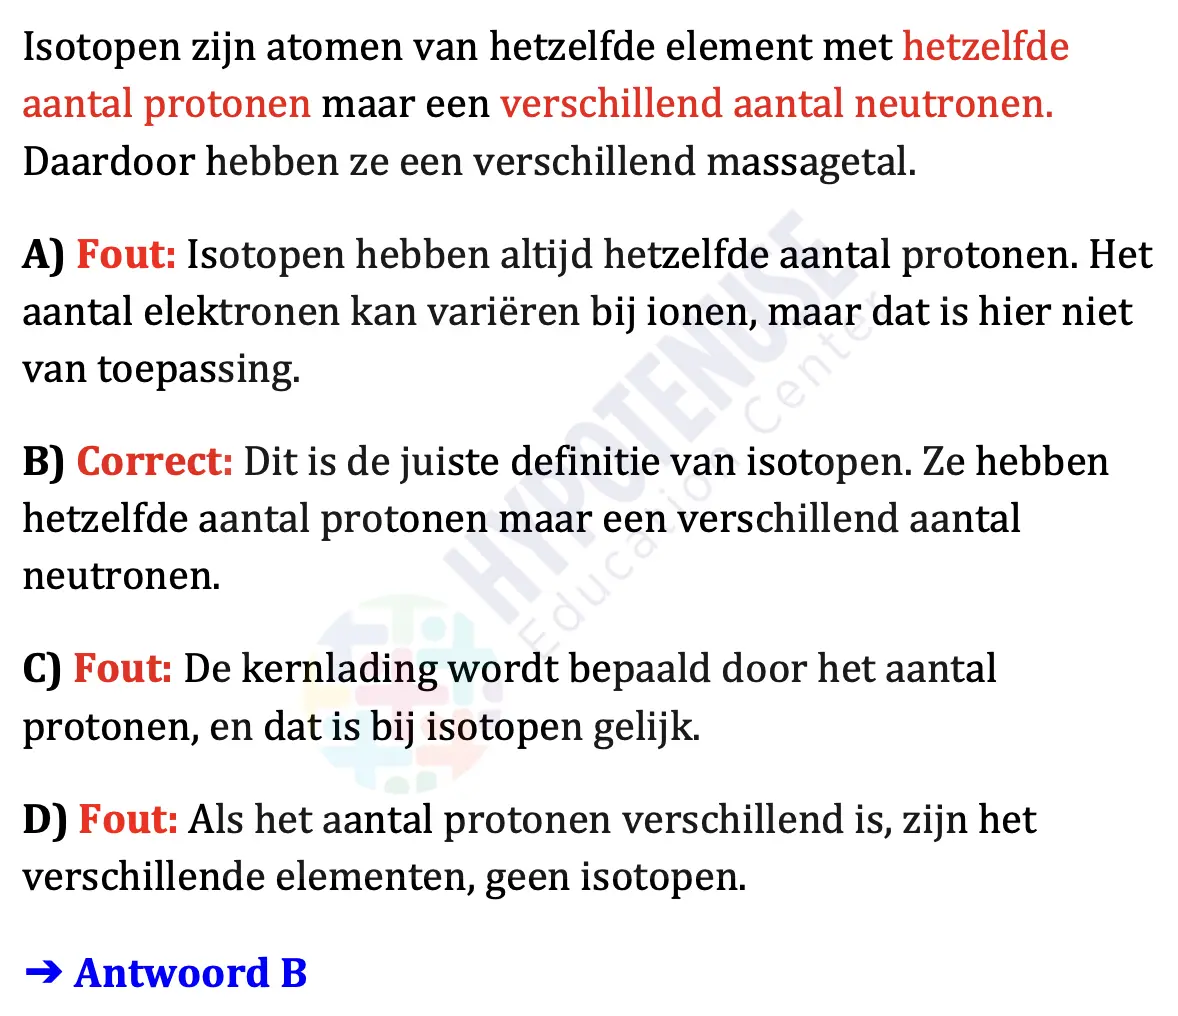 Isotopen zijn atomen van hetzelfde element met hetzelfde
aantal protonen maar een verschillend aantal neutronen.
Daardoor hebben ze een verschillend massagetal.
A) Fout: Isotopen hebben altijd hetzelfde aantal protonen. Het
aantal elektronen kan variëren bij ionen, maar dat is hier niet
van toepassing.
B) Correct: Dit is de juiste definitie van isotopen. Ze hebben
hetzelfde aantal protonen maar een verschillend aantal
neutronen.
C) Fout: De kernlading wordt bepaald door het aantal
protonen, en dat is bij isotopen gelijk.
D) Fout: Als het aantal protonen verschillend is, zijn het
verschillende elementen, geen isotopen.
➔ Antwoord B
HYPOTENUSE
Education Center